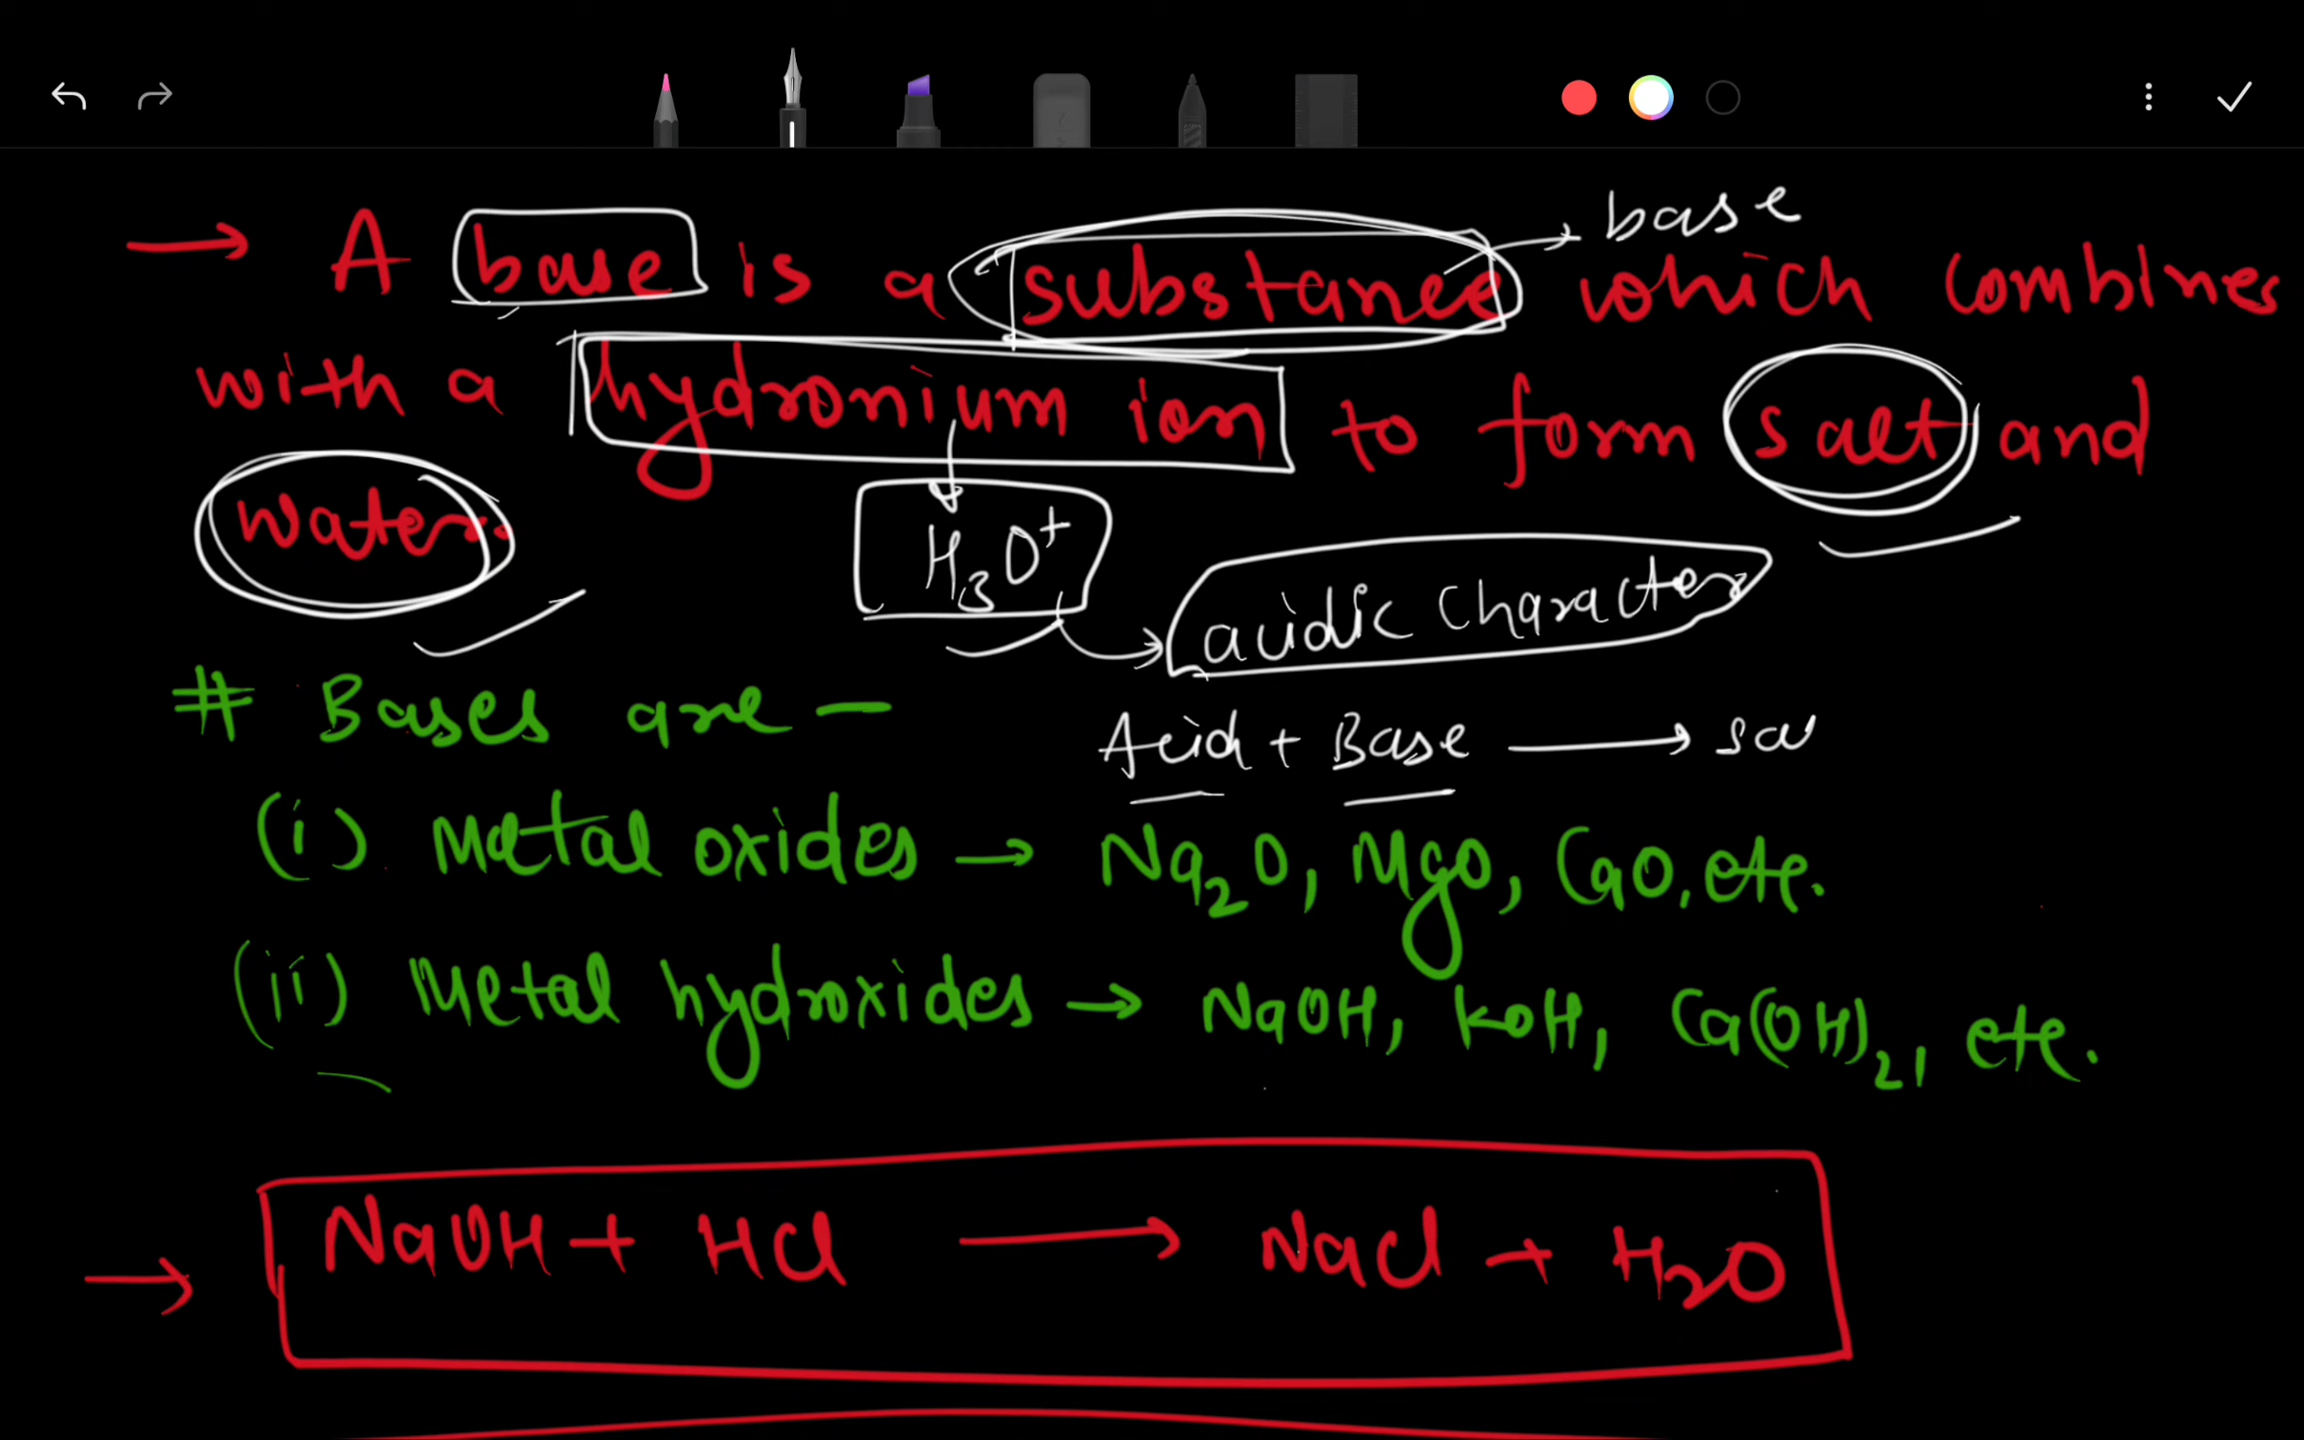 → A base is a substance → base which combines
with a hydronium ion to form salt and
water.
H₃O⁺ → acidic character
# Bases are —
Acid + Base → sa
(i) Metal oxides → Na₂O, MgO, CaO, etc.
(ii) Metal hydroxides → NaOH, KOH, Ca(OH)₂, etc.
→ NaOH + HCl → NaCl + H₂O